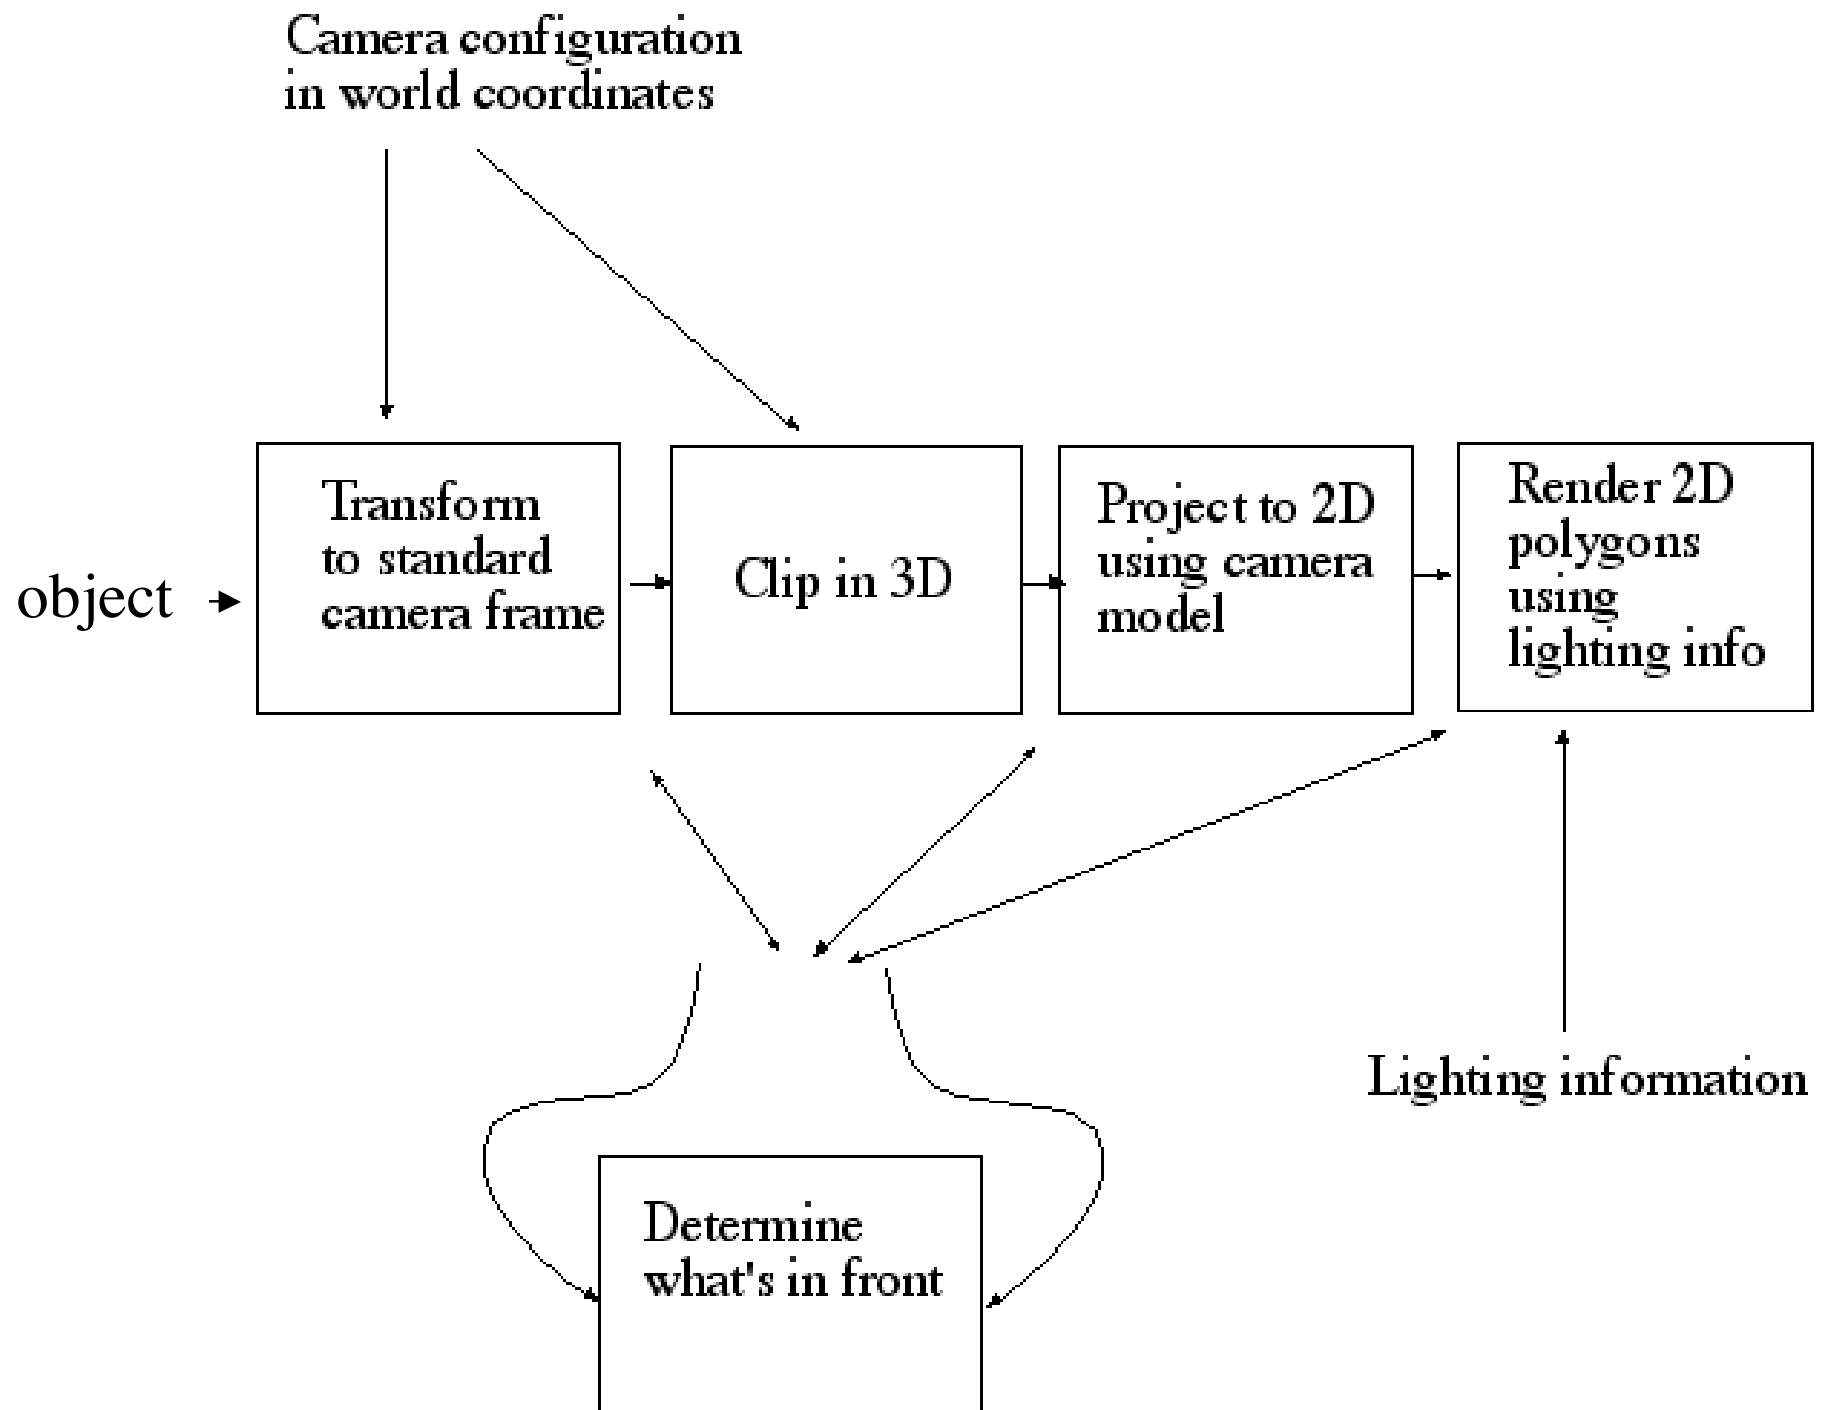 Camera configuration
in world coordinates
object
Transform
to standard
camera frame
Clip in 3D
Project to 2D
using camera
model
Render 2D
polygons
using
lighting info
Lighting information
Determine
what's in front